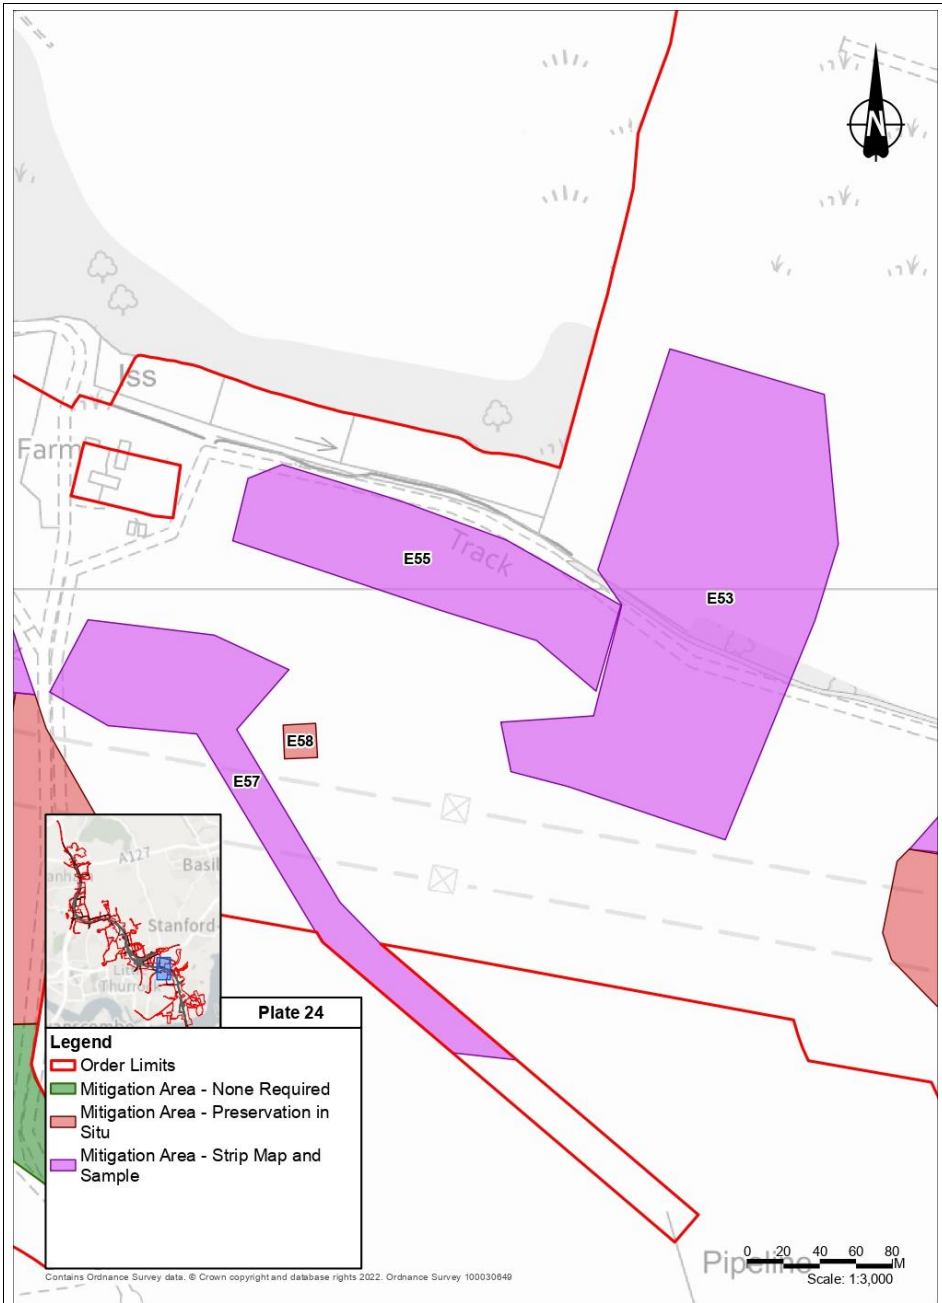 N
Iss
Farm
Track
E55
E53
E58
E57
A127
Basil
Stanford
Thurrock
Plate 24
Legend
Order Limits
Mitigation Area - None Required
Mitigation Area - Preservation in
Situ
Mitigation Area - Strip Map and
Sample
Pipeline
0 20 40 60 80
M
Scale: 1:3,000
Contains Ordnance Survey data. © Crown copyright and database rights 2022. Ordnance Survey 100030649